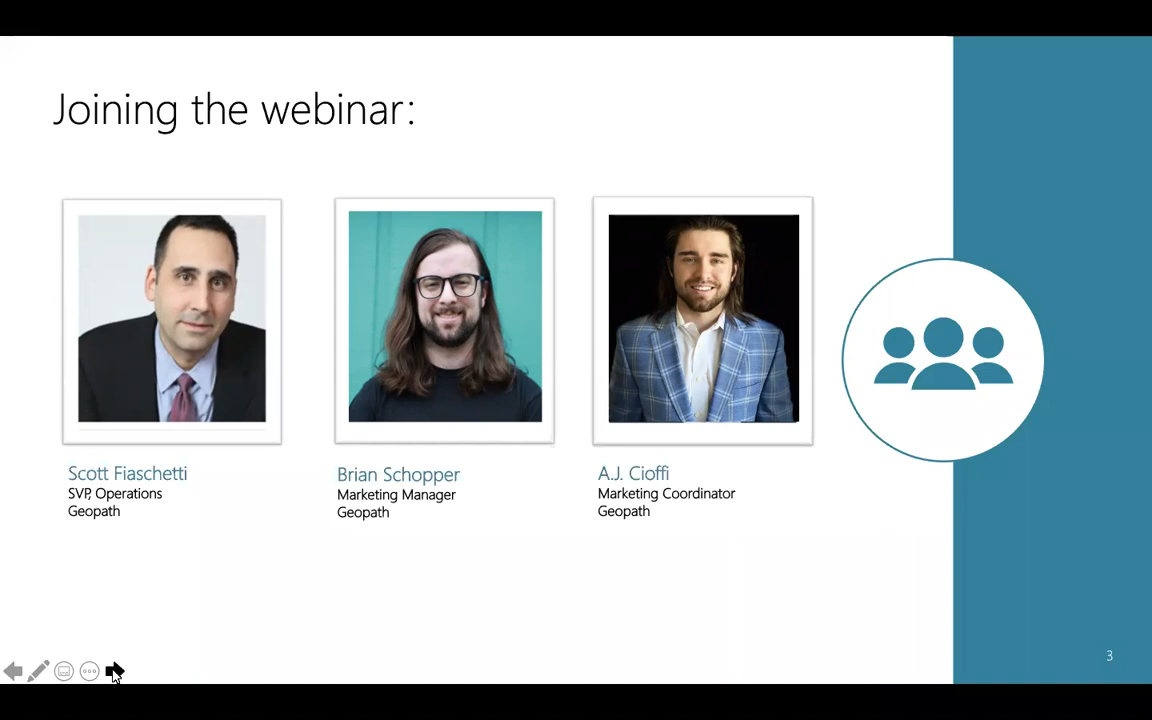 Joining the webinar:
Scott Fiaschetti
SVP, Operations
Geopath
Brian Schopper
Marketing Manager
Geopath
A.J. Cioffi
Marketing Coordinator
Geopath
3